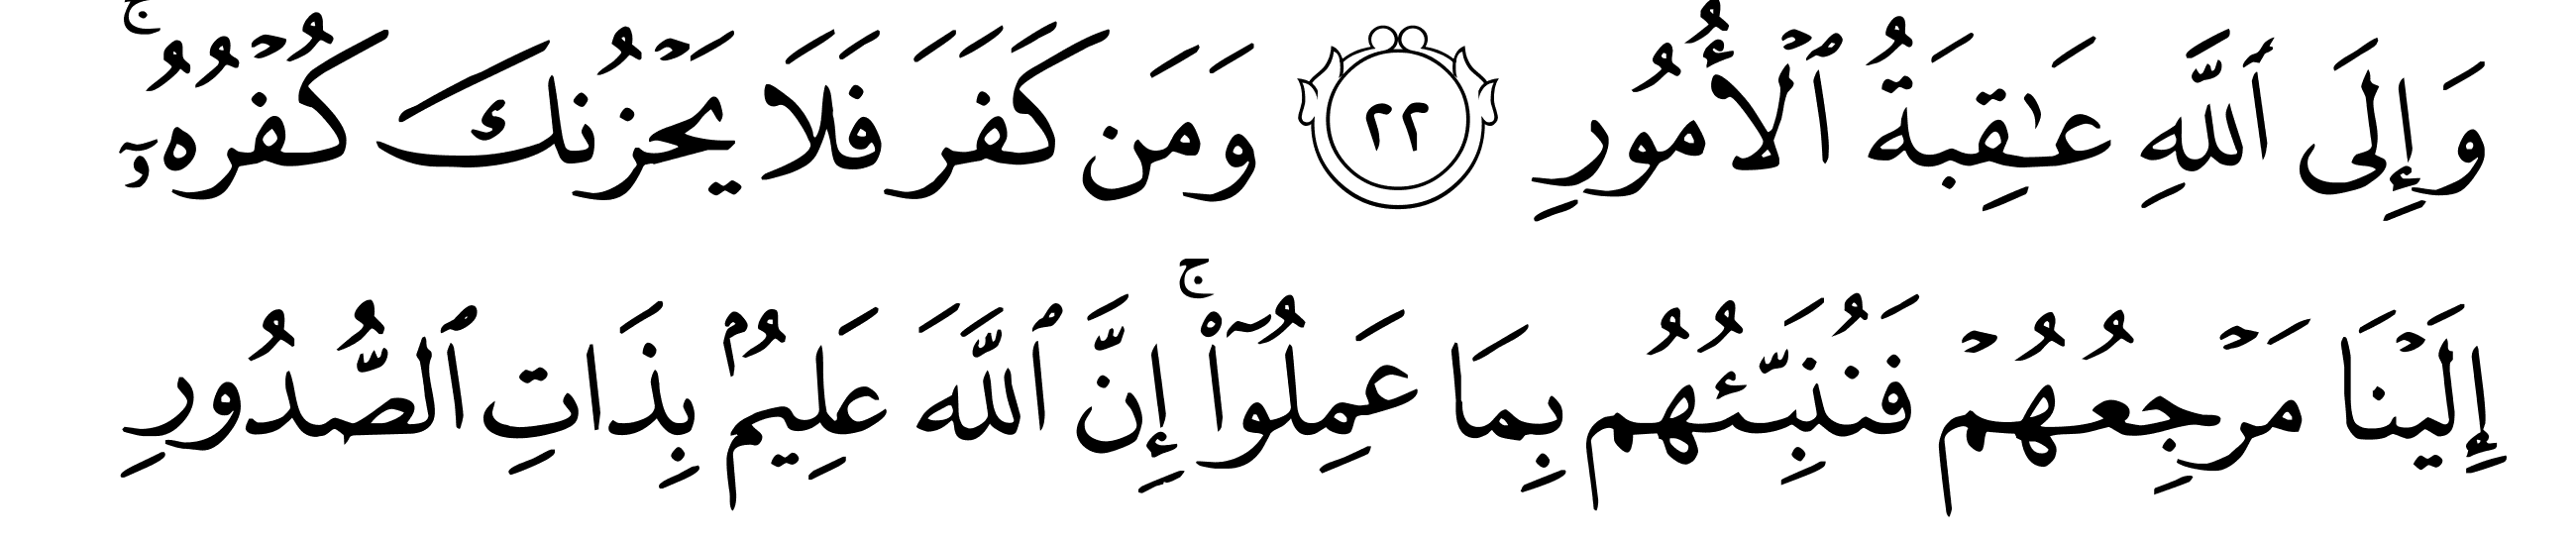 وَإِلَى ٱللَّهِ عَـٰقِبَةُ ٱلْأُمُورِ ٢٢ وَمَن كَفَرَ فَلَا يَحْزُنكَ كُفْرُهُۥٓ ۚ
إِلَيْنَا مَرْجِعُهُمْ فَنُنَبِّئُهُم بِمَا عَمِلُوٓا۟ ۚ إِنَّ ٱللَّهَ عَلِيمٌۢ بِذَاتِ ٱلصُّدُورِ